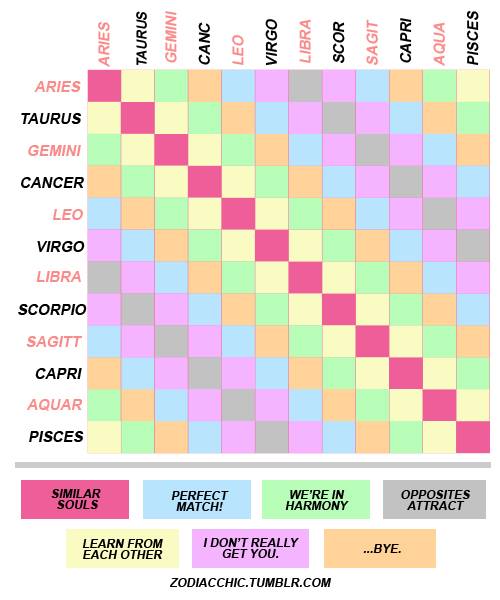 ARIES TAURUS GEMINI CANC LEO VIRGO LIBRA SCOR SAGIT CAPRI AQUA PISCES
ARIES
TAURUS
GEMINI
CANCER
LEO
VIRGO
LIBRA
SCORPIO
SAGITT
CAPRI
AQUAR
PISCES
SIMILAR
SOULS
PERFECT
MATCH!
WE'RE IN
HARMONY
OPPOSITES
ATTRACT
LEARN FROM
EACH OTHER
I DON'T REALLY
GET YOU.
...BYE.
ZODIACCHIC.TUMBLR.COM